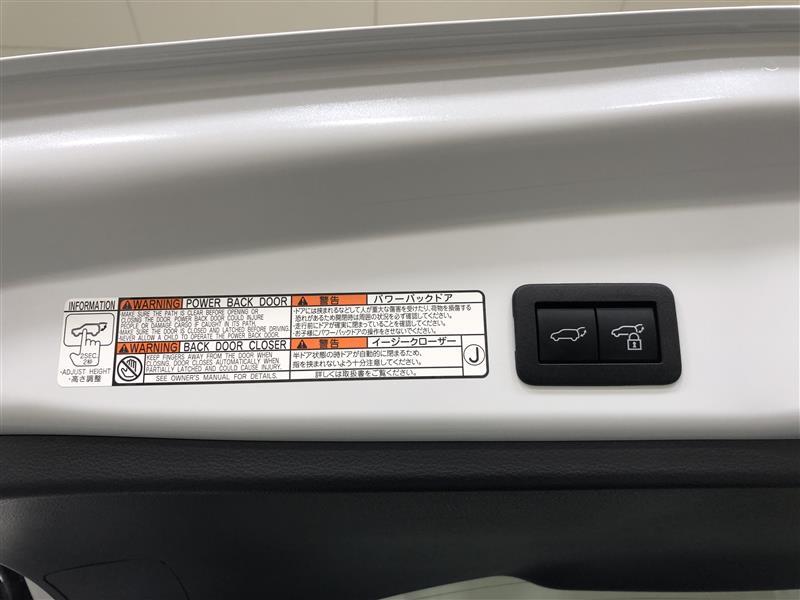 INFORMATION
2SEC.
2秒
・ADJUST HEIGHT
・高さ調整
WARNING POWER BACK DOOR
MAKE SURE THE PATH IS CLEAR BEFORE OPENING OR
CLOSING THE DOOR. POWER BACK DOOR COULD INJURE
PEOPLE OR DAMAGE CARGO IF CAUGHT IN ITS PATH.
MAKE SURE THE DOOR IS CLOSED AND LATCHED BEFORE DRIVING.
NEVER ALLOW A CHILD TO OPERATE THE POWER BACK DOOR.
警告 パワーバックドア
・ドアにはさまれるなどして人が重大な傷害を受けたり、荷物を損傷する
恐れがあるため開閉時は周囲の状況を必ず確認してください。
・走行前にドアが確実に閉まっていることを確認してください。
・お子様にパワーバックドアの操作をさせないでください。
WARNING BACK DOOR CLOSER
KEEP FINGERS AWAY FROM THE DOOR WHEN
CLOSING. DOOR CLOSES AUTOMATICALLY WHEN
PARTIALLY LATCHED AND COULD CAUSE INJURY.
SEE OWNER'S MANUAL FOR DETAILS.
警告 イージークローザー
半ドア状態の時ドアが自動的に閉まるため、
指を挟まれないよう十分注意してください。
詳しくは取扱書をご覧ください。
J